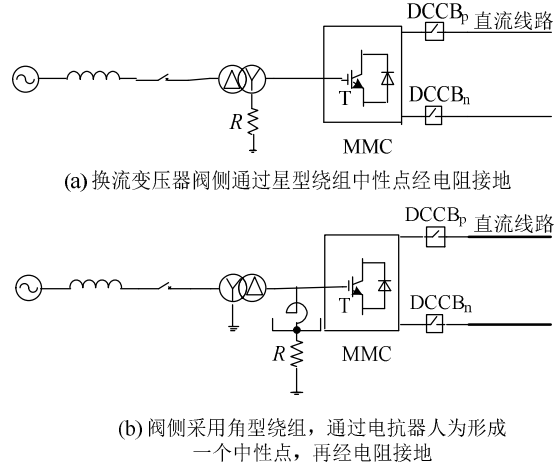 DCCBp 直流线路
DCCBn
T
R
MMC
(a) 换流变压器阀侧通过星型绕组中性点经电阻接地
DCCBp 直流线路
DCCBn
T
R
MMC
(b) 阀侧采用角型绕组，通过电抗器人为形成
一个中性点，再经电阻接地